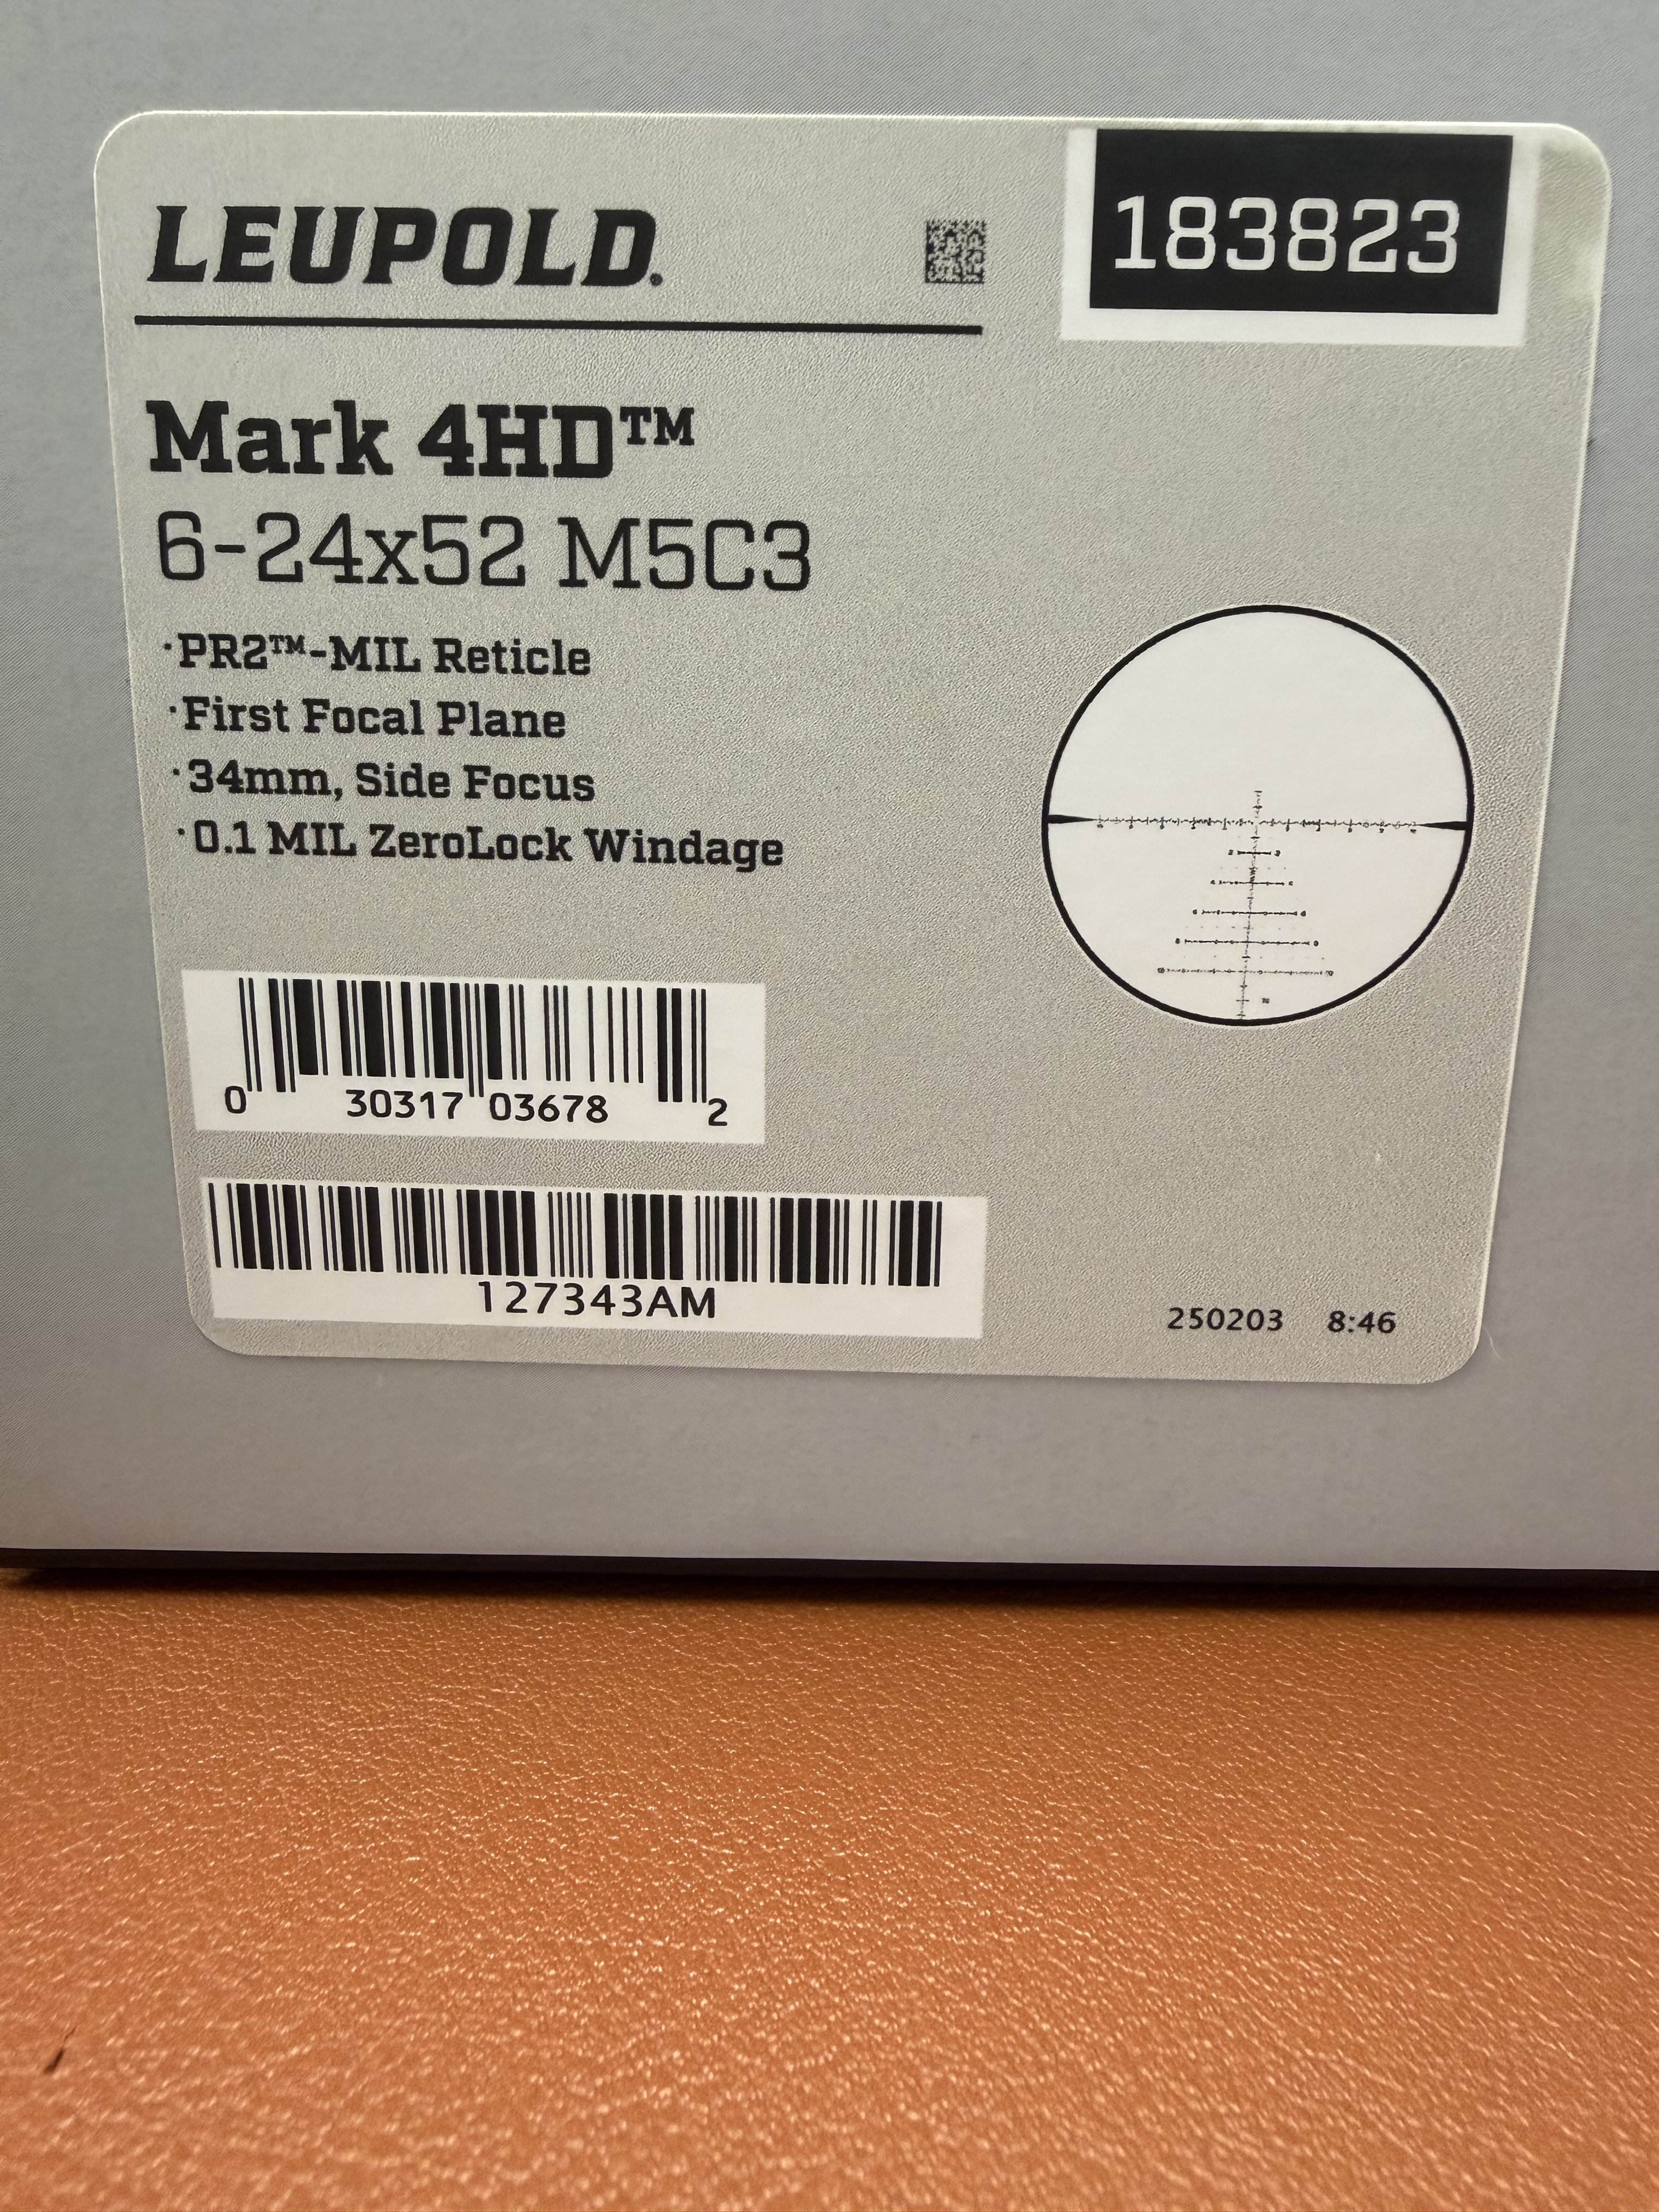 LEUPOLD.
183823
Mark 4HD™
6-24x52 M5C3
·PR2™-MIL Reticle
·First Focal Plane
·34mm, Side Focus
·0.1 MIL ZeroLock Windage
0 30317 03678 2
127343AM
250203 8:46